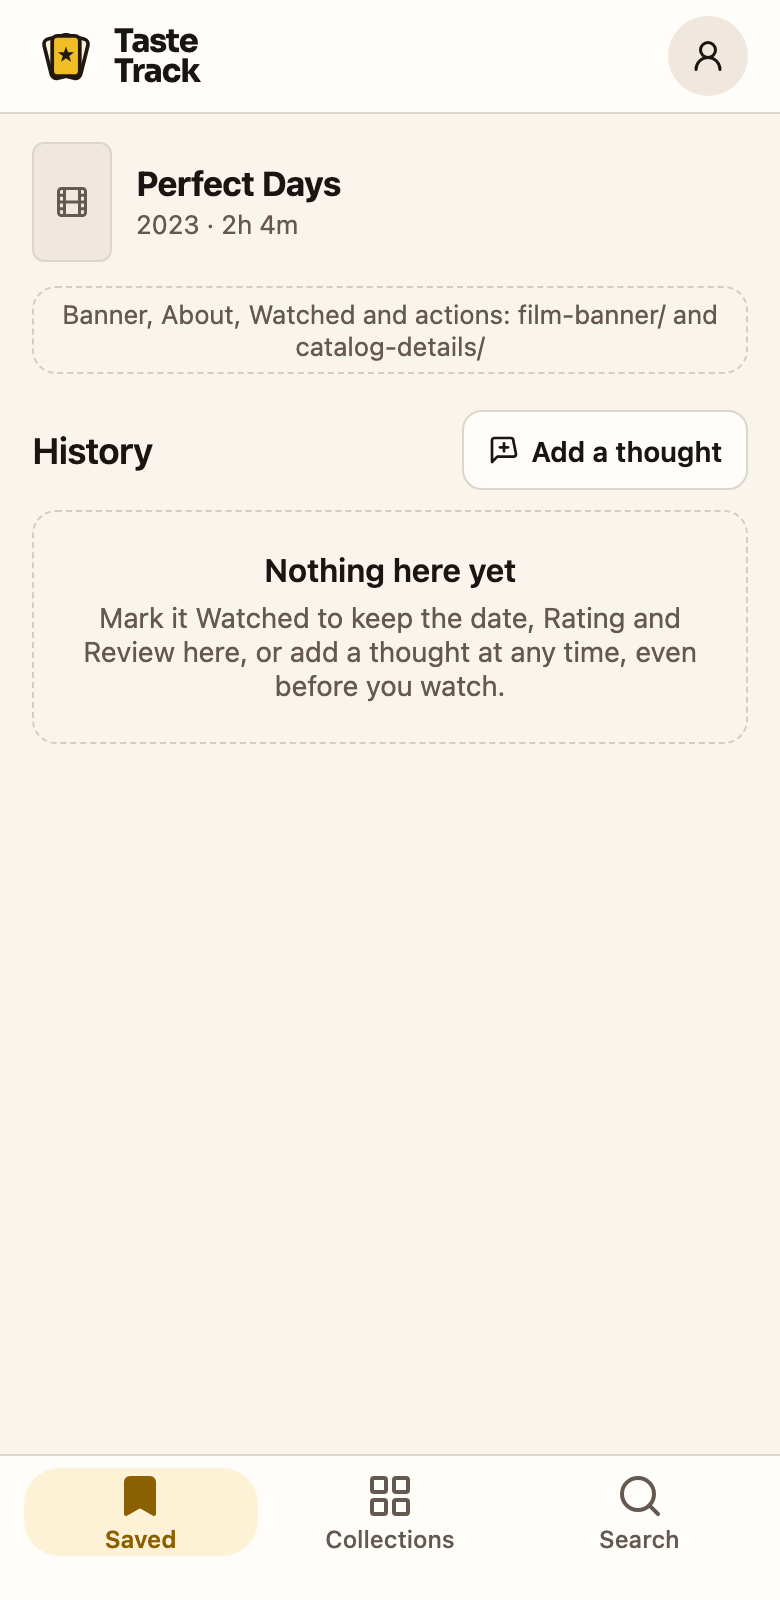 Taste
Track
Perfect Days
2023 · 2h 4m
Banner, About, Watched and actions: film-banner/ and
catalog-details/
History
Add a thought
Nothing here yet
Mark it Watched to keep the date, Rating and
Review here, or add a thought at any time, even
before you watch.
Saved
Collections
Search